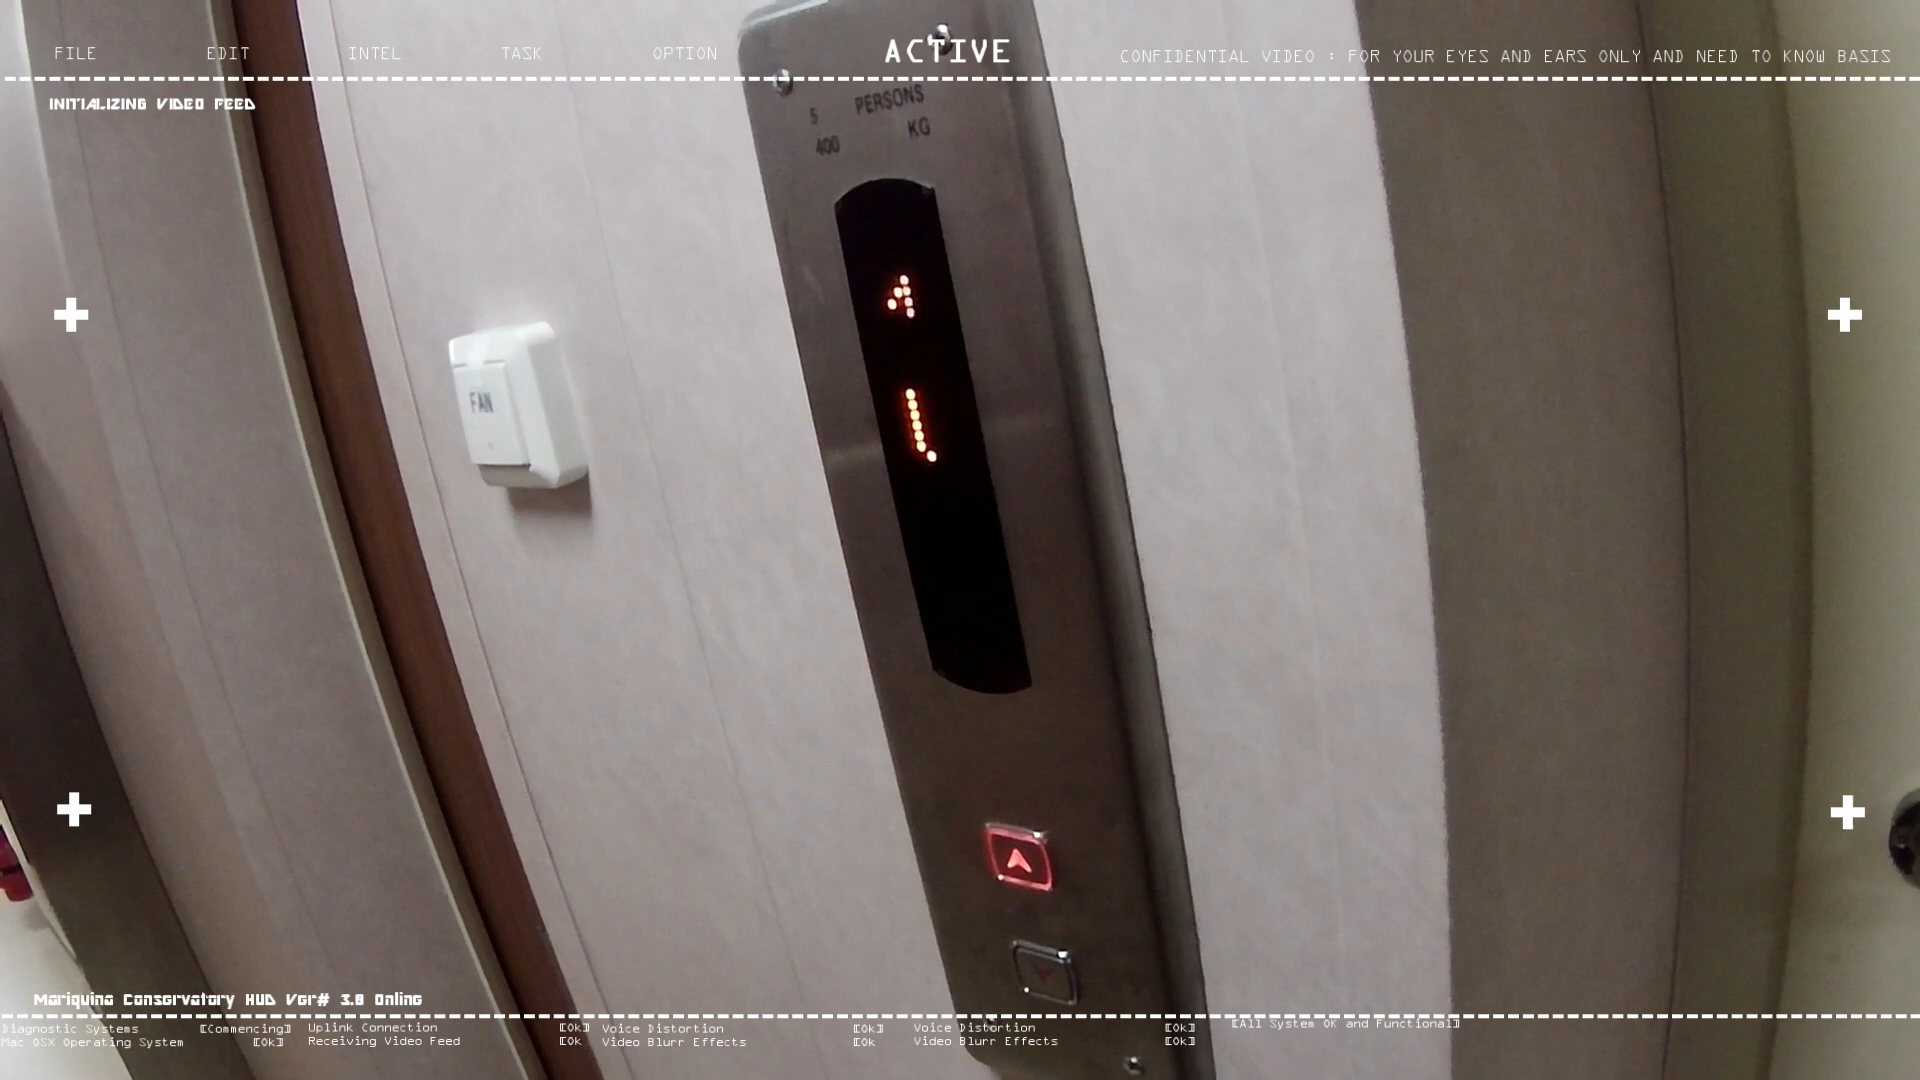 FILE EDIT INTEL TASK OPTION ACTIVE CONFIDENTIAL VIDEO : FOR YOUR EYES AND EARS ONLY AND NEED TO KNOW BASIS
INITIALIZING VIDEO FEED
5 PERSONS
400 KG
FAN
1
Mariquina Conservatory HUD Ver# 3.0 Online
Diagnostic Systems [Commencing] Uplink Connection [Ok] Voice Distortion [Ok] Voice Distortion [Ok] [All System OK and Functional]
Mac OSX Operating System [Ok] Receiving Video Feed [Ok Video Blurr Effects [Ok Video Blurr Effects [Ok]